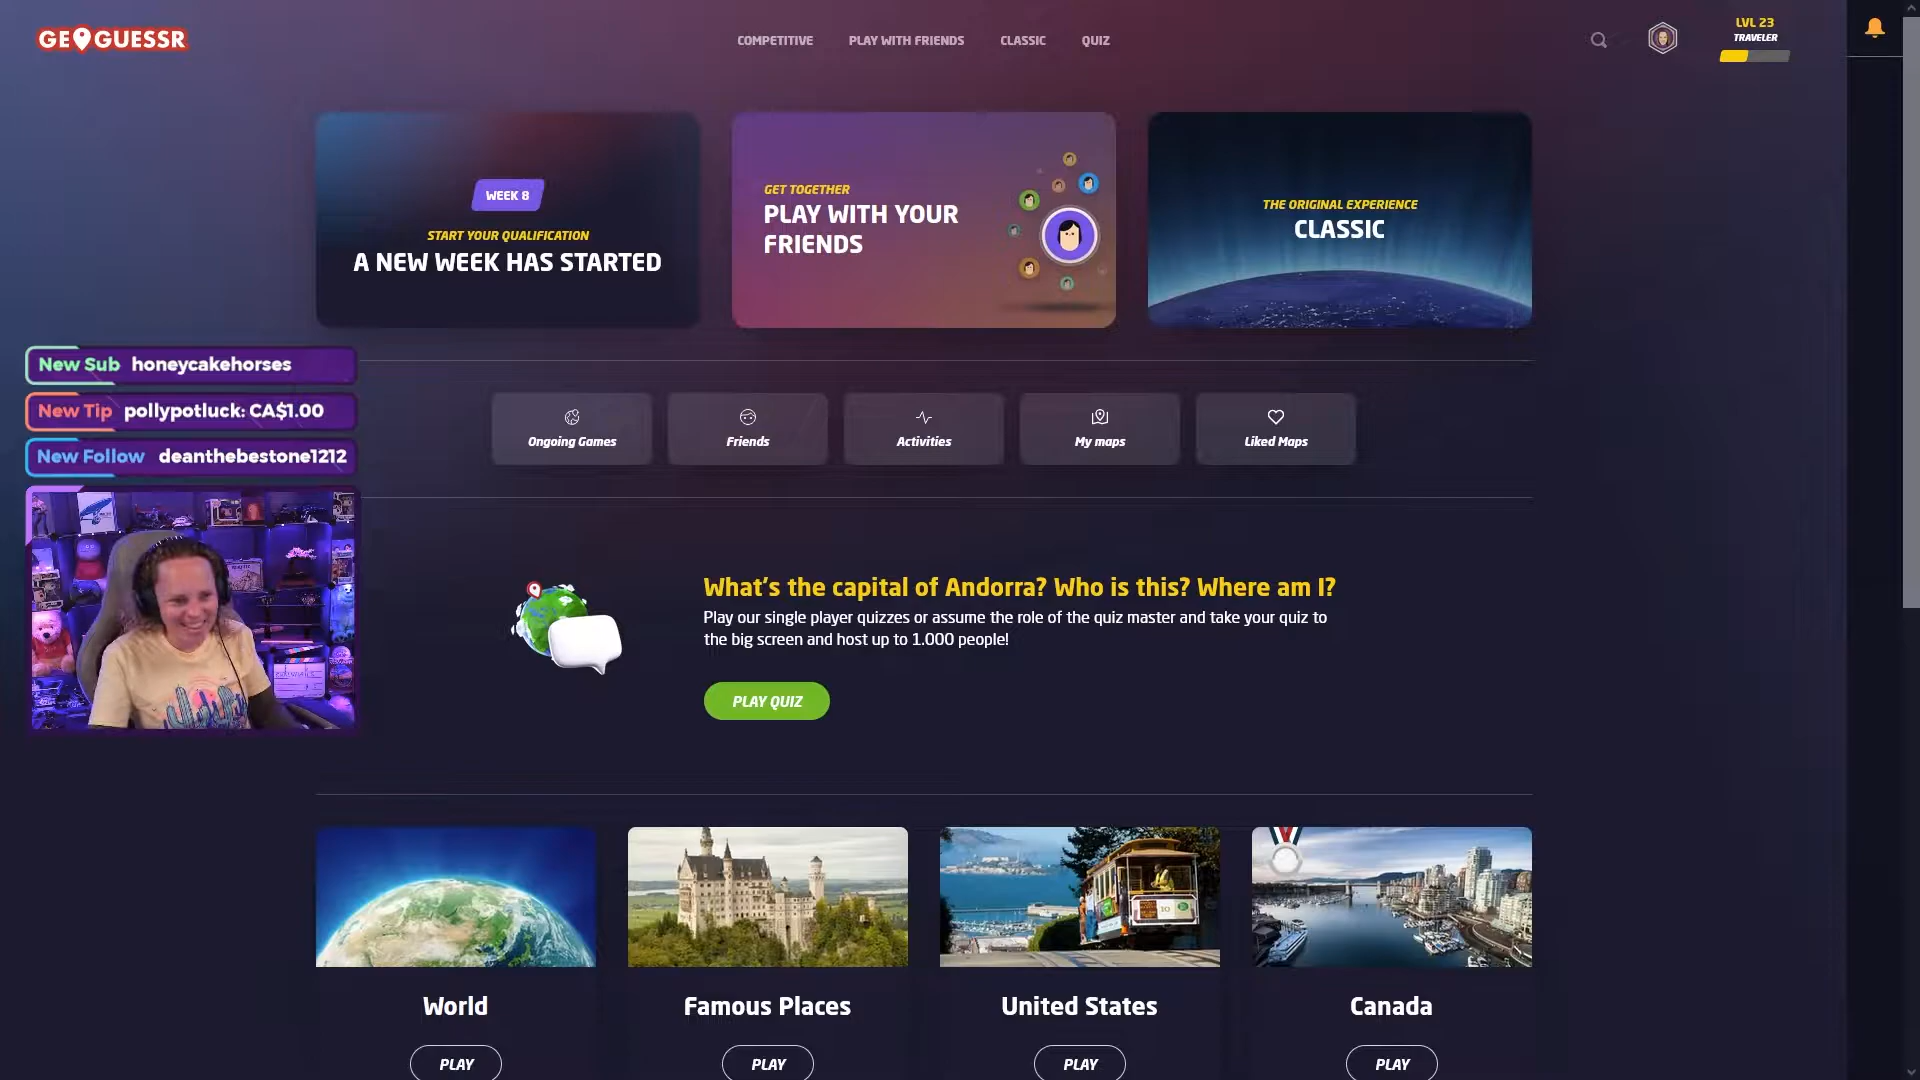 GEOGUESSR
COMPETITIVE
PLAY WITH FRIENDS
CLASSIC
QUIZ
LVL 23
TRAVELER
WEEK 8
START YOUR QUALIFICATION
A NEW WEEK HAS STARTED
GET TOGETHER
PLAY WITH YOUR
FRIENDS
THE ORIGINAL EXPERIENCE
CLASSIC
New Sub honeycakehorses
New Tip pollypotluck: CA$1.00
New Follow deanthebestone1212
Ongoing Games
Friends
Activities
My maps
Liked Maps
What's the capital of Andorra? Who is this? Where am I?
Play our single player quizzes or assume the role of the quiz master and take your quiz to
the big screen and host up to 1.000 people!
PLAY QUIZ
World
Famous Places
United States
Canada
PLAY
PLAY
PLAY
PLAY